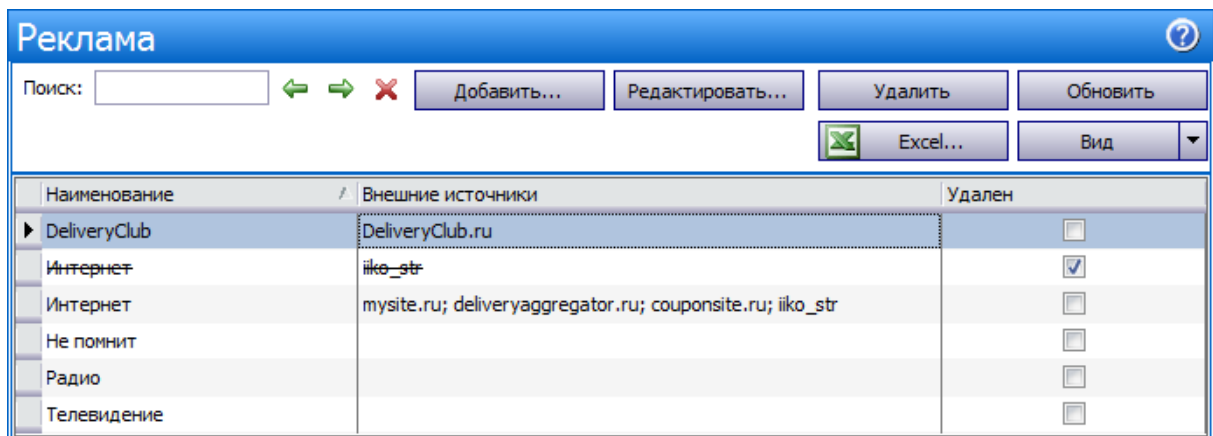 Реклама
Поиск: Добавить... Редактировать... Удалить Обновить
Excel... Вид
Наименование Внешние источники Удален
DeliveryClub DeliveryClub.ru
Интернет iiko_str
Интернет mysite.ru; deliveryaggregator.ru; couponsite.ru; iiko_str
Не помнит
Радио
Телевидение